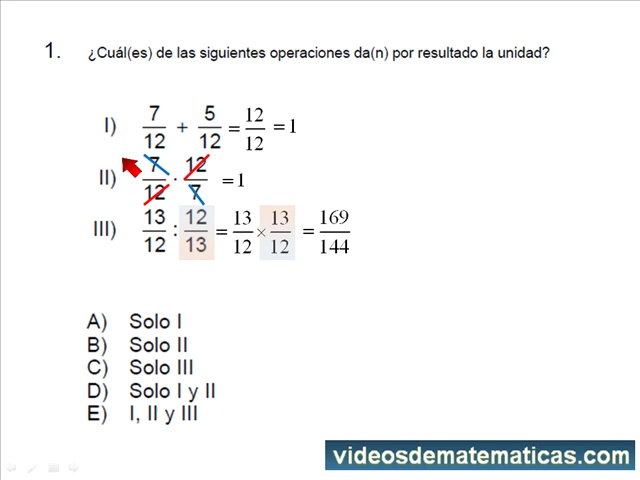 1. ¿Cuál(es) de las siguientes operaciones da(n) por resultado la unidad?
I) 7/12 + 5/12 = 12/12 = 1
II) 7/12 · 12/7 = 1
III) 13/12 : 12/13 = 13/12 × 13/12 = 169/144
A) Solo I
B) Solo II
C) Solo III
D) Solo I y II
E) I, II y III
videosdematematicas.com